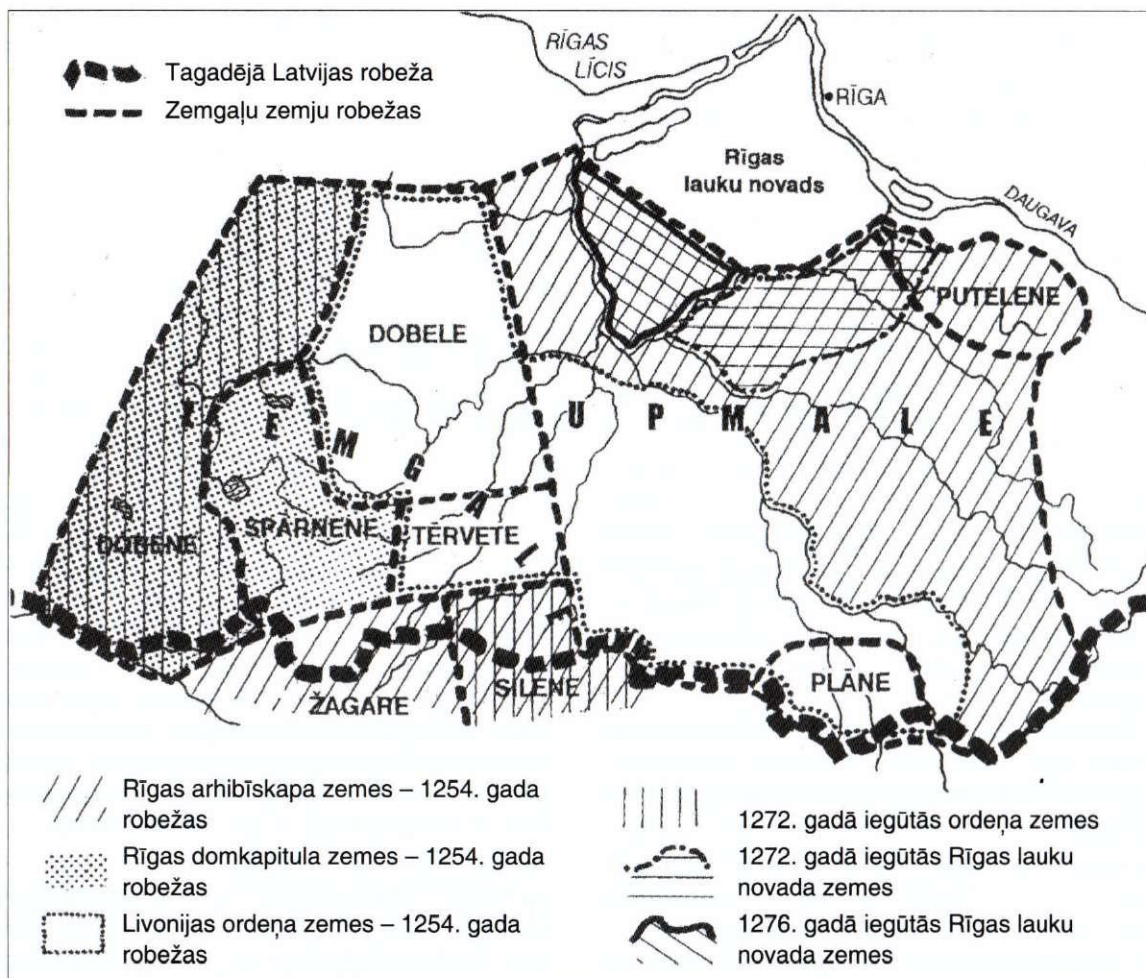 Tagadējā Latvijas robeža
Zemgaļu zemju robežas
RĪGAS
LĪCIS
RĪGA
Rīgas
lauku novads
DAUGAVA
PUTELENE
DOBELE
UPMALE
ZEMGALE
SPĀRNENE
DOBENE
TĒRVETE
SILENE
ŽAGARE
PLĀNE
Rīgas arhibīskapa zemes – 1254. gada
robežas
Rīgas domkapitula zemes – 1254. gada
robežas
Livonijas ordeņa zemes – 1254. gada
robežas
1272. gadā iegūtās ordeņa zemes
1272. gadā iegūtās Rīgas lauku
novada zemes
1276. gadā iegūtās Rīgas lauku
novada zemes